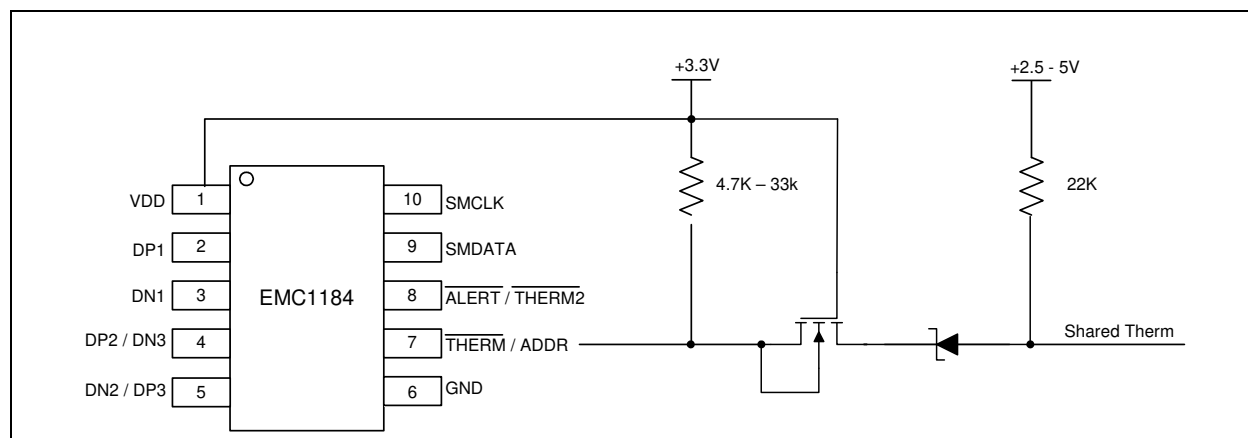 +3.3V
+2.5 - 5V
4.7K – 33k
22K
VDD 1
10 SMCLK
DP1 2
9 SMDATA
DN1 3
EMC1184
8 ALERT / THERM2
DP2 / DN3 4
7 THERM / ADDR
Shared Therm
DN2 / DP3 5
6 GND